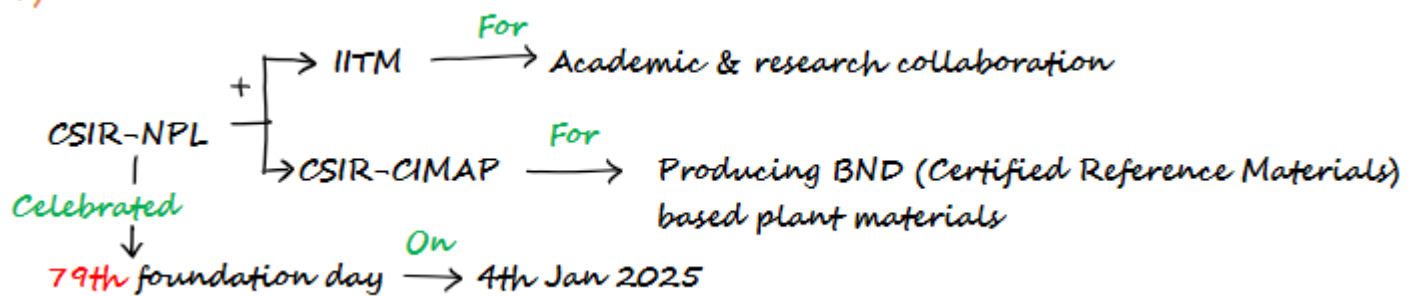 For
IITM → Academic & research collaboration
+
CSIR-NPL
For
CSIR-CIMAP → Producing BND (Certified Reference Materials)
based plant materials
Celebrated
On
79th foundation day → 4th Jan 2025